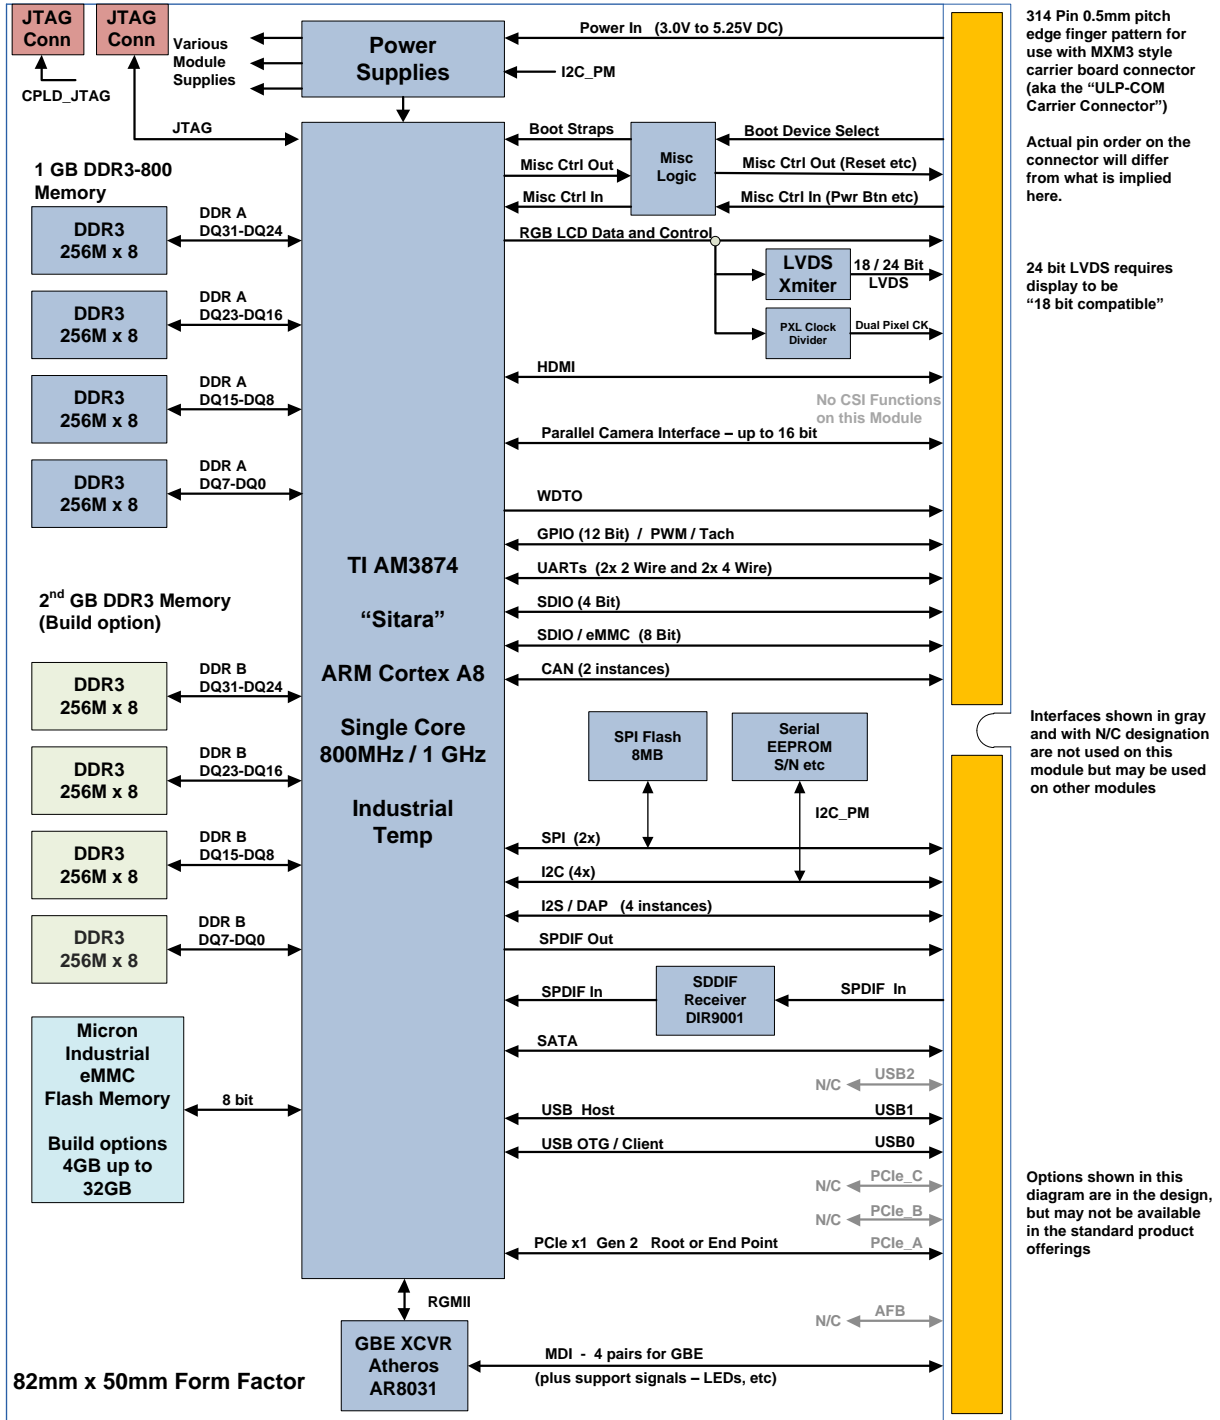 JTAG
Conn
JTAG
Conn
CPLD_JTAG
Various
Module
Supplies
Power
Supplies
Power In (3.0V to 5.25V DC)
I2C_PM
JTAG
Boot Straps
Misc Ctrl Out
Misc Ctrl In
Misc
Logic
Boot Device Select
Misc Ctrl Out (Reset etc)
Misc Ctrl In (Pwr Btn etc)
RGB LCD Data and Control
LVDS
Xmiter
18 / 24 Bit
LVDS
PXL Clock
Divider
Dual Pixel CK
HDMI
No CSI Functions
on this Module
Parallel Camera Interface – up to 16 bit
WDTO
GPIO (12 Bit) / PWM / Tach
UARTs (2x 2 Wire and 2x 4 Wire)
SDIO (4 Bit)
SDIO / eMMC (8 Bit)
CAN (2 instances)
SPI Flash
8MB
Serial
EEPROM
S/N etc
I2C_PM
SPI (2x)
I2C (4x)
I2S / DAP (4 instances)
SPDIF Out
SPDIF In
SDDIF
Receiver
DIR9001
SPDIF In
SATA
N/C
USB2
USB Host
USB1
USB OTG / Client
USB0
N/C
PCIe_C
N/C
PCIe_B
PCIe x1 Gen 2 Root or End Point
PCIe_A
N/C
AFB
RGMII
GBE XCVR
Atheros
AR8031
MDI - 4 pairs for GBE
(plus support signals – LEDs, etc)
TI AM3874
“Sitara”
ARM Cortex A8
Single Core
800MHz / 1 GHz
Industrial
Temp
1 GB DDR3-800
Memory
DDR3
256M x 8
DDR A
DQ31-DQ24
DDR3
256M x 8
DDR A
DQ23-DQ16
DDR3
256M x 8
DDR A
DQ15-DQ8
DDR3
256M x 8
DDR A
DQ7-DQ0
2nd GB DDR3 Memory
(Build option)
DDR3
256M x 8
DDR B
DQ31-DQ24
DDR3
256M x 8
DDR B
DQ23-DQ16
DDR3
256M x 8
DDR B
DQ15-DQ8
DDR3
256M x 8
DDR B
DQ7-DQ0
Micron
Industrial
eMMC
Flash Memory
Build options
4GB up to
32GB
8 bit
82mm x 50mm Form Factor
314 Pin 0.5mm pitch
edge finger pattern for
use with MXM3 style
carrier board connector
(aka the “ULP-COM
Carrier Connector”)
Actual pin order on the
connector will differ
from what is implied
here.
24 bit LVDS requires
display to be
“18 bit compatible”
Interfaces shown in gray
and with N/C designation
are not used on this
module but may be used
on other modules
Options shown in this
diagram are in the design,
but may not be available
in the standard product
offerings